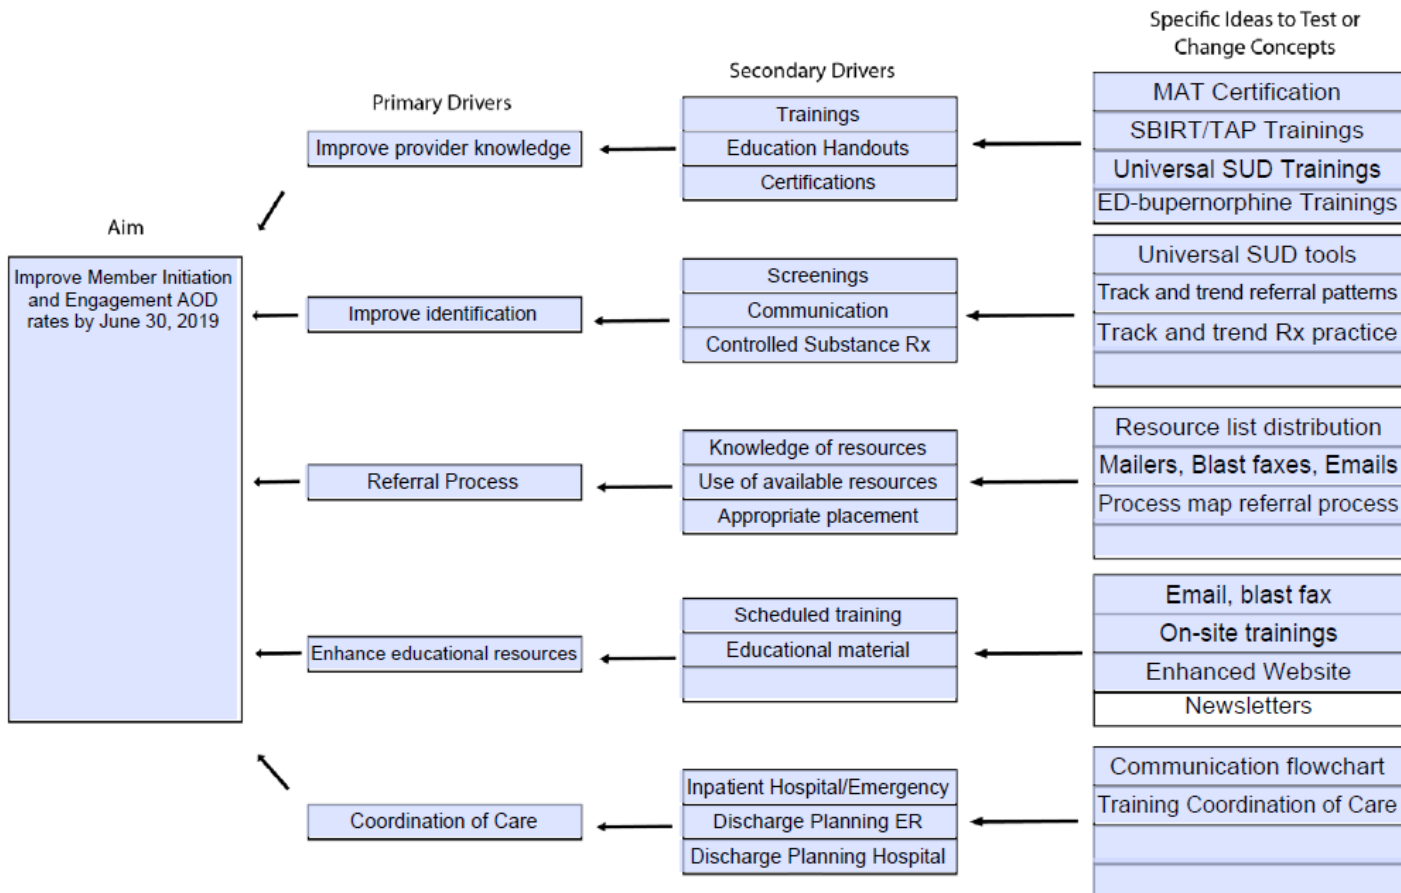 Specific Ideas to Test or
Change Concepts
Secondary Drivers
Primary Drivers
Aim
Improve Member Initiation
and Engagement AOD
rates by June 30, 2019
Improve provider knowledge
Trainings
Education Handouts
Certifications
MAT Certification
SBIRT/TAP Trainings
Universal SUD Trainings
ED-bupernorphine Trainings
Improve identification
Screenings
Communication
Controlled Substance Rx
Universal SUD tools
Track and trend referral patterns
Track and trend Rx practice
Referral Process
Knowledge of resources
Use of available resources
Appropriate placement
Resource list distribution
Mailers, Blast faxes, Emails
Process map referral process
Enhance educational resources
Scheduled training
Educational material
Email, blast fax
On-site trainings
Enhanced Website
Newsletters
Coordination of Care
Inpatient Hospital/Emergency
Discharge Planning ER
Discharge Planning Hospital
Communication flowchart
Training Coordination of Care